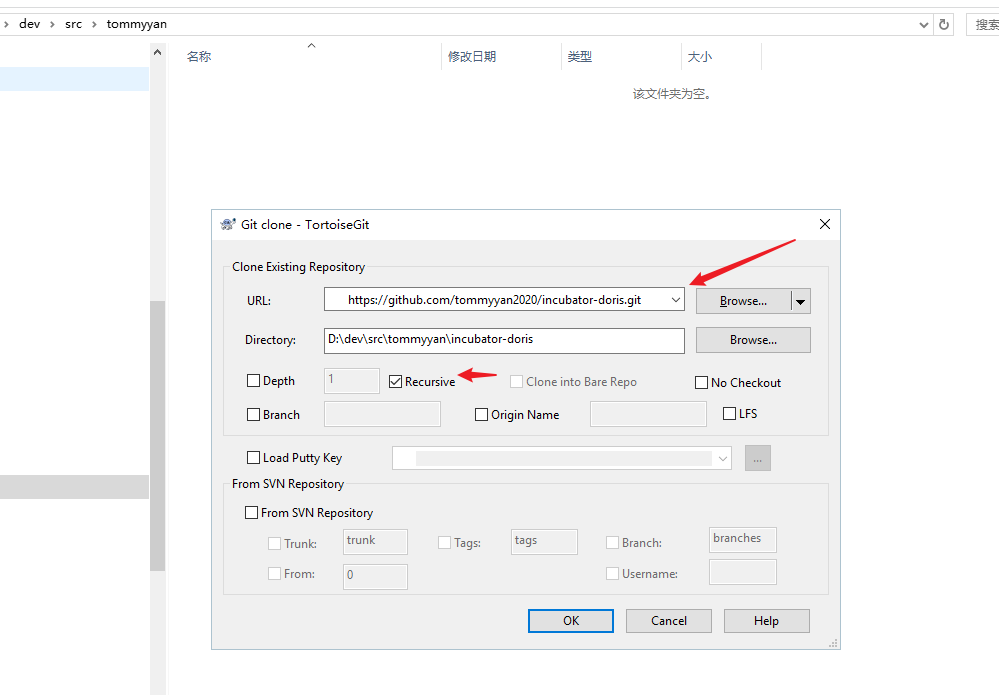 dev > src > tommyyan
搜索
名称 修改日期 类型 大小
该文件夹为空。
Git clone - TortoiseGit
Clone Existing Repository
URL: https://github.com/tommyyan2020/incubator-doris.git Browse...
Directory: D:\dev\src\tommyyan\incubator-doris Browse...
Depth 1 Recursive Clone into Bare Repo No Checkout
Branch Origin Name LFS
Load Putty Key ...
From SVN Repository
From SVN Repository
Trunk: trunk Tags: tags Branch: branches
From: 0 Username:
OK Cancel Help